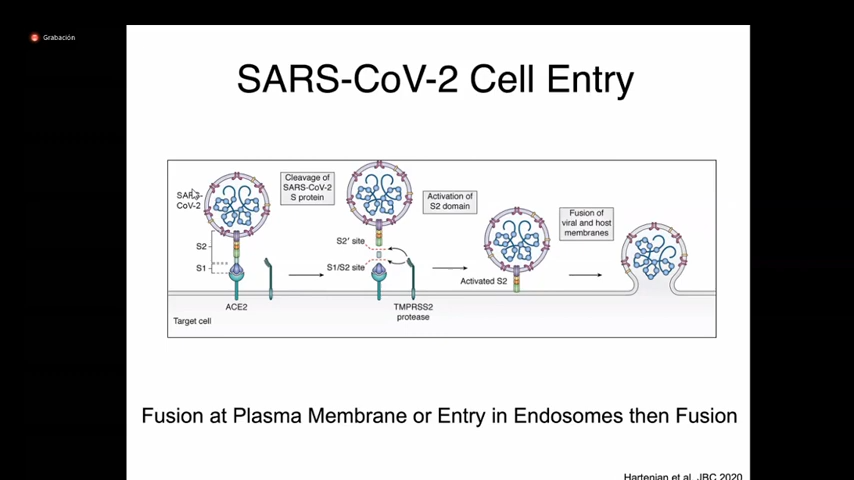 Grabación
SARS-CoV-2 Cell Entry
SARS-
CoV-2
Cleavage of
SARS-CoV-2
S protein
Activation of
S2 domain
Fusion of
viral and host
membranes
S2
S1
S2' site
S1/S2 site
Activated S2
ACE2
TMPRSS2
protease
Target cell
Fusion at Plasma Membrane or Entry in Endosomes then Fusion
Hartenian et al. JBC 2020